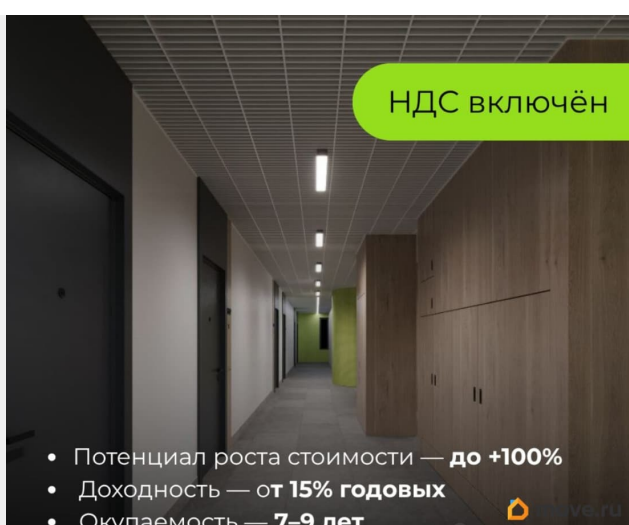 НДС включён
• Потенциал роста стоимости — до +100%
• Доходность — от 15% годовых
• Окупаемость — 7–9 лет